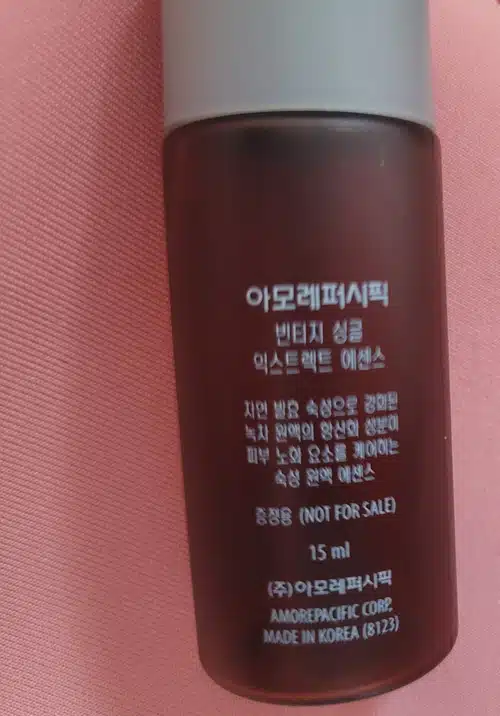 아모레퍼시픽
빈티지 싱글
익스트렉트 에센스
자연 발효 숙성으로 강화된
녹차 원액의 항산화 성분이
피부 노화 요소를 케어하는
숙성 원액 에센스
증정용 (NOT FOR SALE)
15 ml
(주)아모레퍼시픽
AMOREPACIFIC CORP.
MADE IN KOREA (8123)